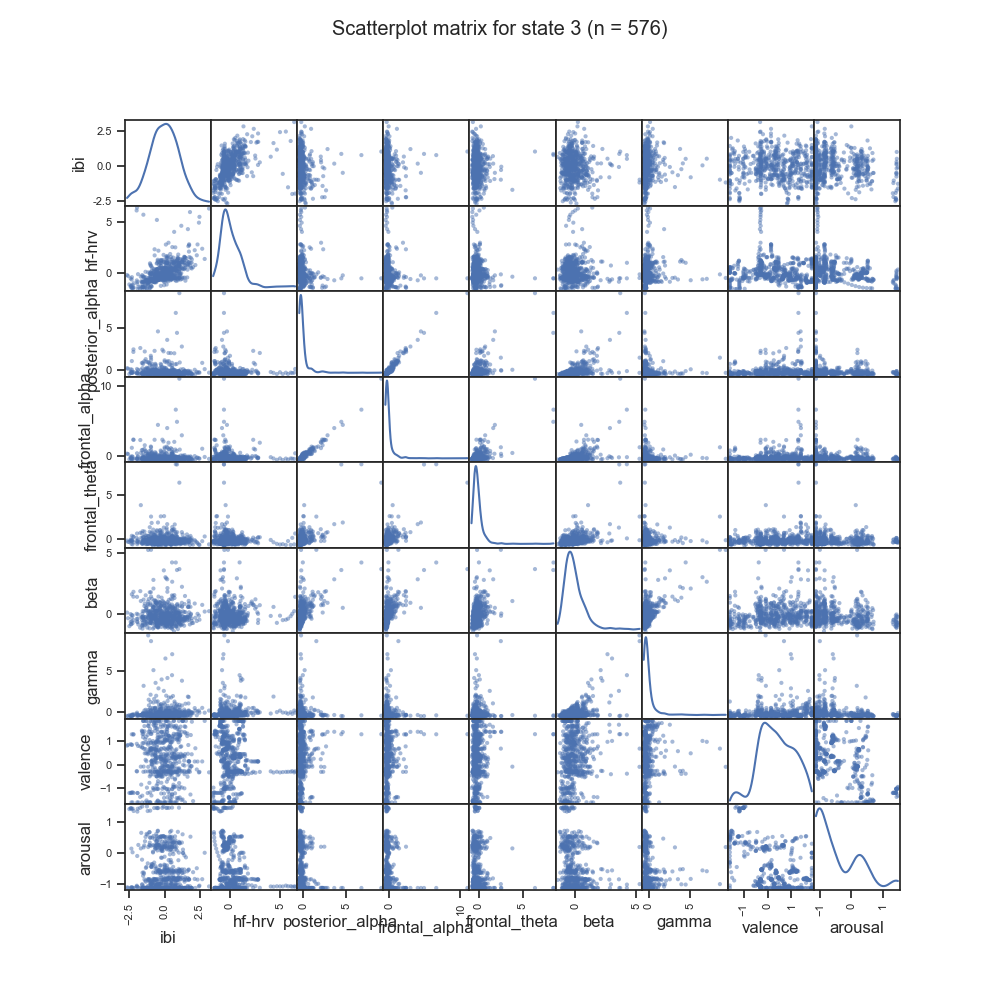 Scatterplot matrix for state 3 (n = 576)
ibi
2.5
0.0
−2.5
hf-hrv
5
0
posterior_alpha
5
0
frontal_alpha
10
0
frontal_theta
5
0
beta
5
0
gamma
5
0
valence
1
0
−1
arousal
1
0
−1
−2.5 0.0 2.5 0 5 0 5 0 10 0 5 0 5 0 5 −1 0 1 −1 0 1
ibi hf-hrv posterior_alpha frontal_alpha frontal_theta beta gamma valence arousal